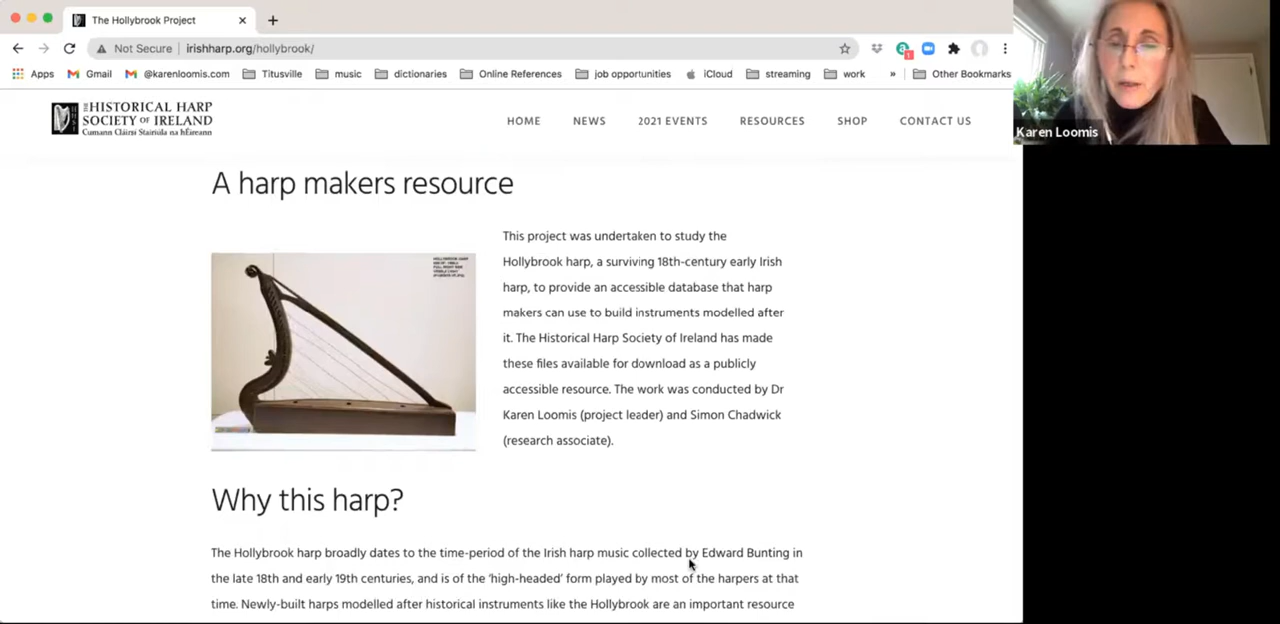 The Hollybrook Project
Not Secure irishharp.org/hollybrook/
Apps Gmail @karenloomis.com Titusville music dictionaries Online References job opportunities iCloud streaming work » Other Bookmarks
Karen Loomis
THE HISTORICAL HARP
SOCIETY OF IRELAND
Cumann Cláirsí Stairiúla na hÉireann
HOME NEWS 2021 EVENTS RESOURCES SHOP CONTACT US
A harp makers resource
This project was undertaken to study the
Hollybrook harp, a surviving 18th-century early Irish
harp, to provide an accessible database that harp
makers can use to build instruments modelled after
it. The Historical Harp Society of Ireland has made
these files available for download as a publicly
accessible resource. The work was conducted by Dr
Karen Loomis (project leader) and Simon Chadwick
(research associate).
Why this harp?
The Hollybrook harp broadly dates to the time-period of the Irish harp music collected by Edward Bunting in
the late 18th and early 19th centuries, and is of the 'high-headed' form played by most of the harpers at that
time. Newly-built harps modelled after historical instruments like the Hollybrook are an important resource